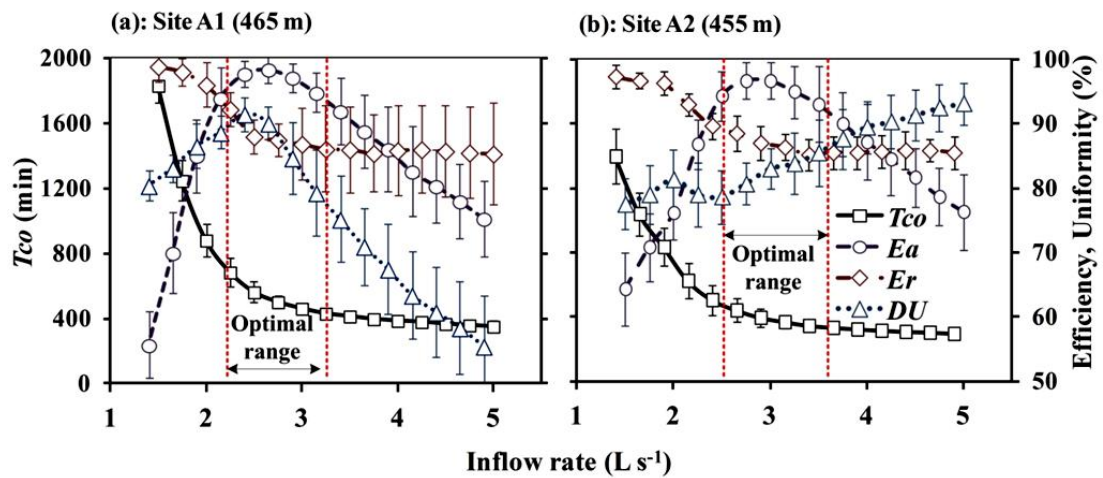 (a): Site A1 (465 m)
(b): Site A2 (455 m)
Tco (min)
2000
1600
1200
800
400
0
1 2 3 4 5
Optimal
range
1 2 3 4 5
Optimal
range
Tco
Ea
Er
DU
100
90
80
70
60
50
Efficiency, Uniformity (%)
Inflow rate (L s⁻¹)